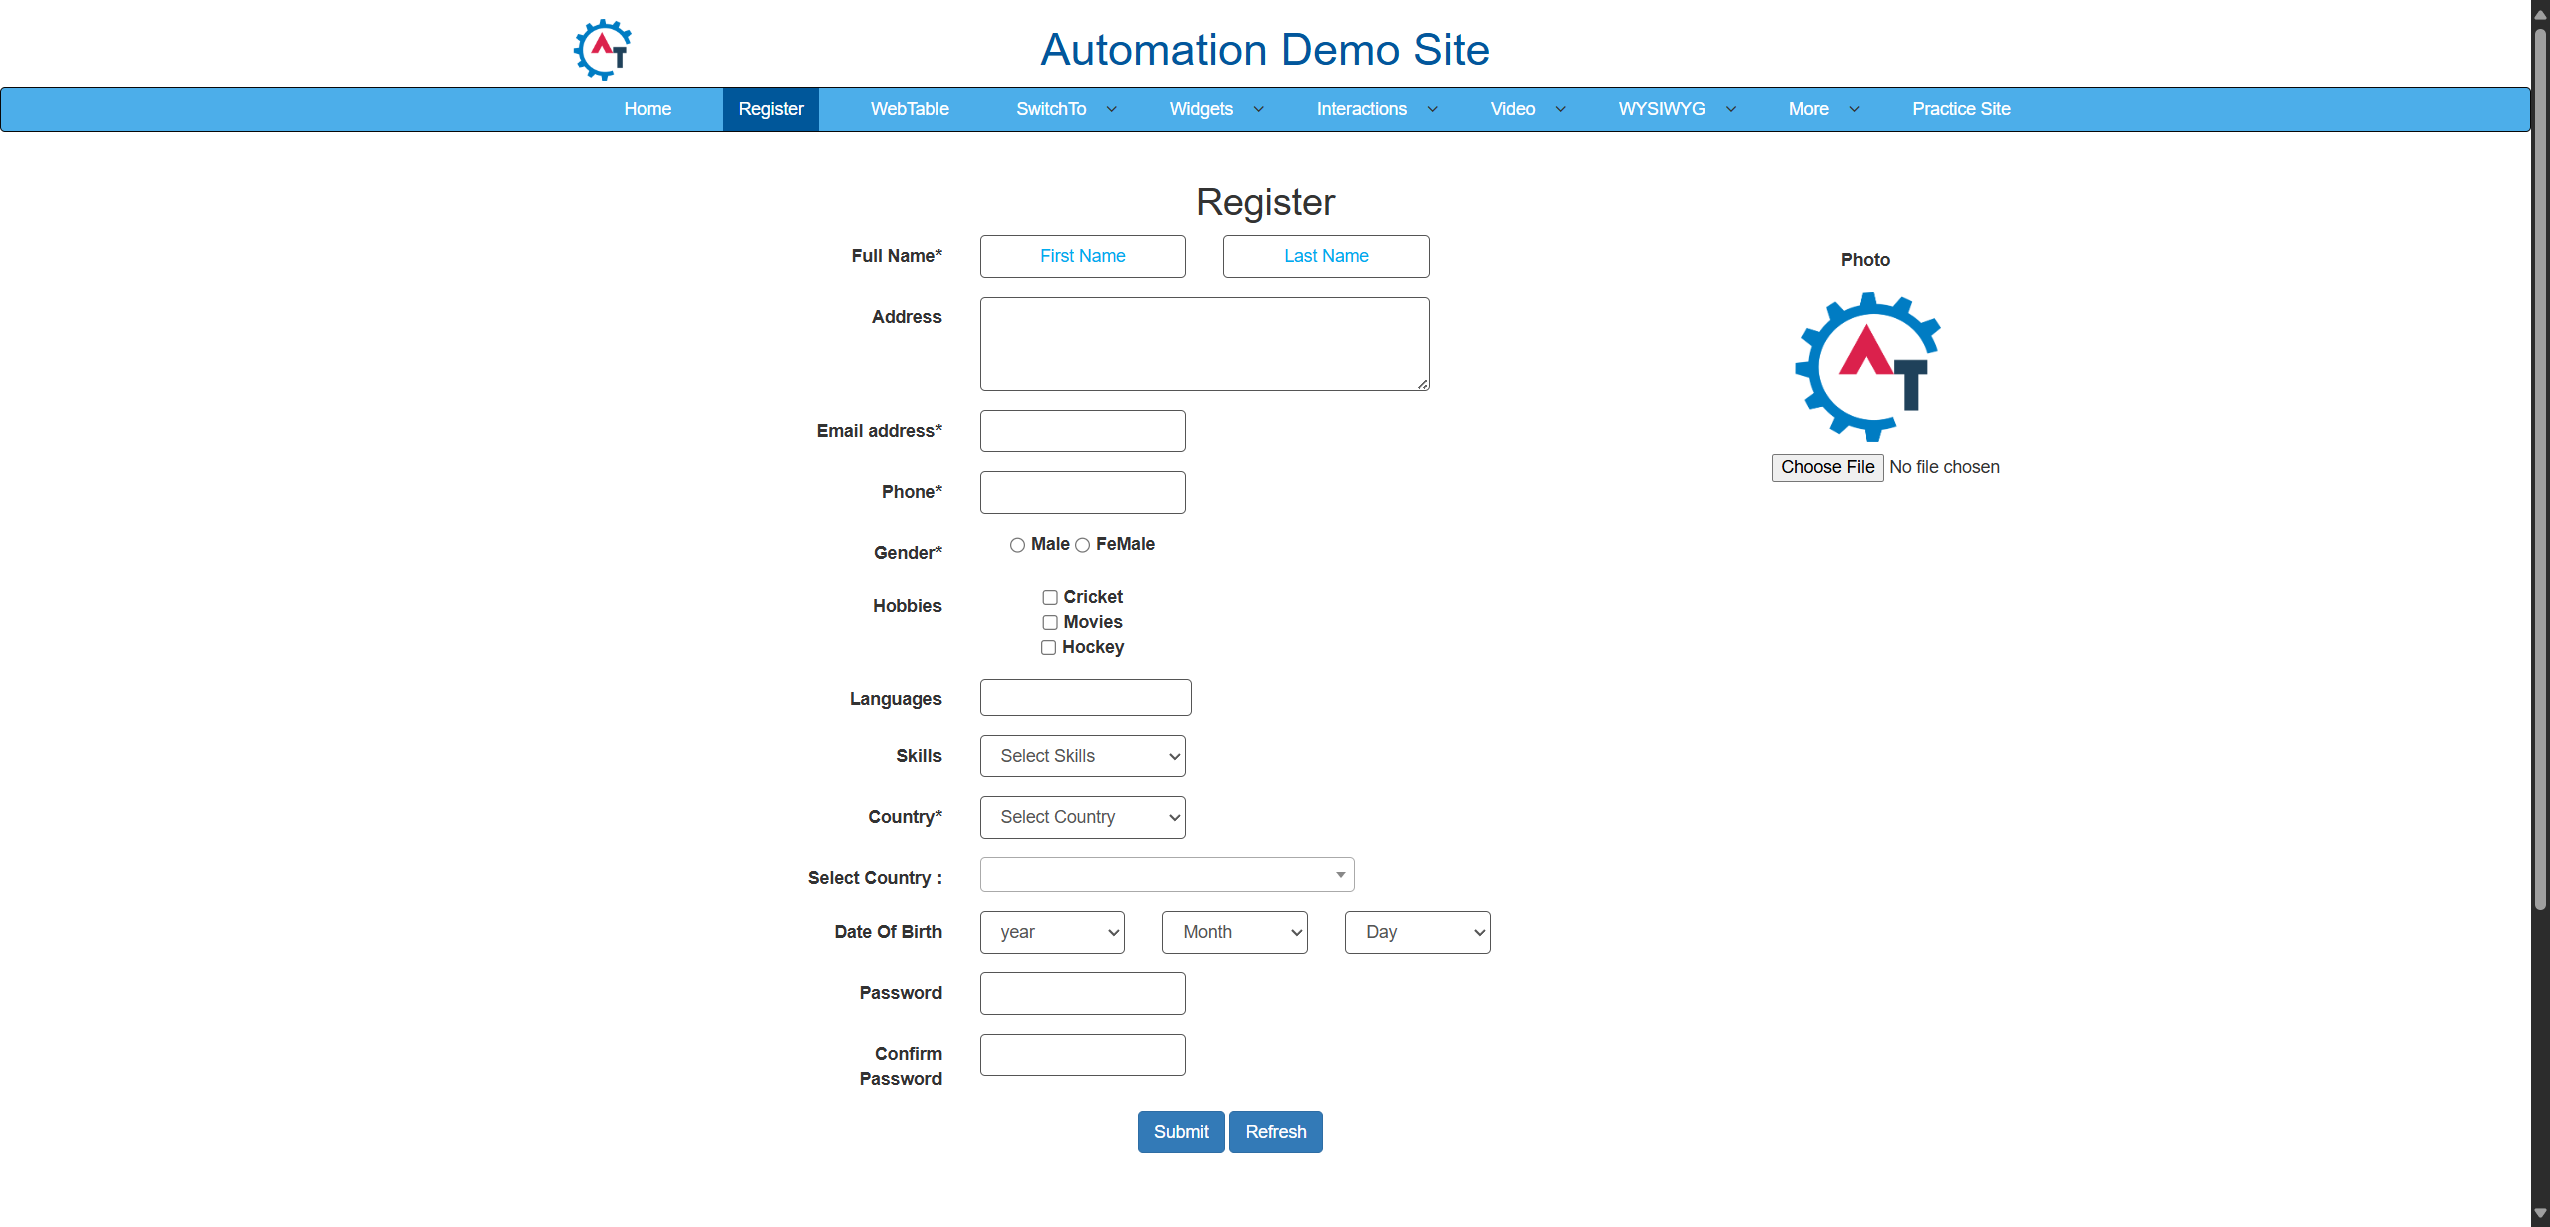 AT
Automation Demo Site
Home Register WebTable SwitchTo Widgets Interactions Video WYSIWYG More Practice Site
Register
Full Name* First Name Last Name
Photo
Address
AT
Email address*
Choose File No file chosen
Phone*
Gender* Male FeMale
Hobbies Cricket
Movies
Hockey
Languages
Skills Select Skills
Country* Select Country
Select Country :
Date Of Birth year Month Day
Password
Confirm
Password
Submit Refresh